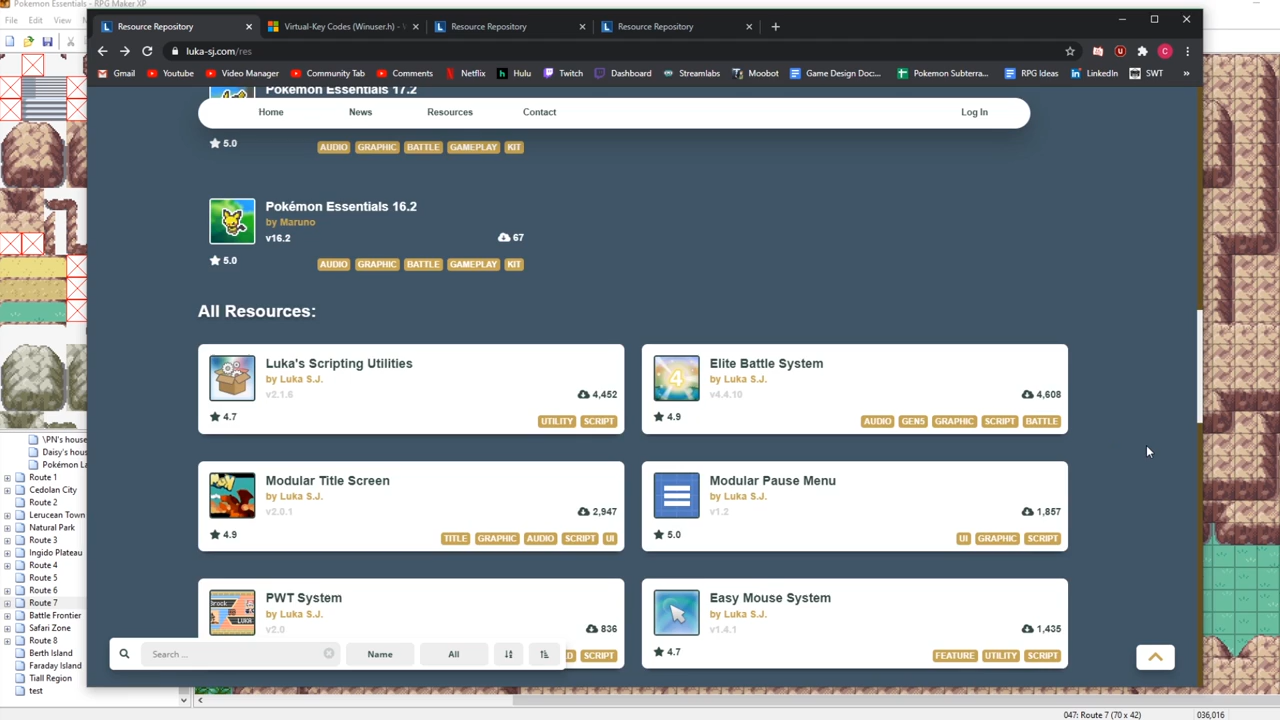 Pokemon Essentials - RPG Maker XP
File Edit View
Resource Repository
Virtual-Key Codes (Winuser.h) -
Resource Repository
Resource Repository
luka-sj.com/res
C
Gmail Youtube Video Manager Community Tab Comments Netflix Hulu Twitch Dashboard Streamlabs Moobot Game Design Doc... Pokemon Subterra... RPG Ideas LinkedIn SWT »
Pokémon Essentials 17.2
Home News Resources Contact Log In
5.0 AUDIO GRAPHIC BATTLE GAMEPLAY KIT
Pokémon Essentials 16.2
by Maruno
v16.2 67
5.0 AUDIO GRAPHIC BATTLE GAMEPLAY KIT
All Resources:
Luka's Scripting Utilities
by Luka S.J.
v2.1.6 4,452
4.7 UTILITY SCRIPT
Elite Battle System
by Luka S.J.
v4.4.10 4,608
4.9 AUDIO GEN5 GRAPHIC SCRIPT BATTLE
Modular Title Screen
by Luka S.J.
v2.0.1 2,947
4.9 TITLE GRAPHIC AUDIO SCRIPT UI
Modular Pause Menu
by Luka S.J.
v1.2 1,857
5.0 UI GRAPHIC SCRIPT
PWT System
by Luka S.J.
836
SCRIPT
Easy Mouse System
by Luka S.J.
v1.4.1 1,435
4.7 FEATURE UTILITY SCRIPT
Search ... Name All
\PN's house
Daisy's hous
Pokémon La
Route 1
Cedolan City
Route 2
Lerucean Town
Natural Park
Route 3
Ingido Plateau
Route 4
Route 5
Route 6
Route 7
Battle Frontier
Safari Zone
Route 8
Berth Island
Faraday Island
Tiall Region
test
047: Route 7 (70 x 42) 036,016